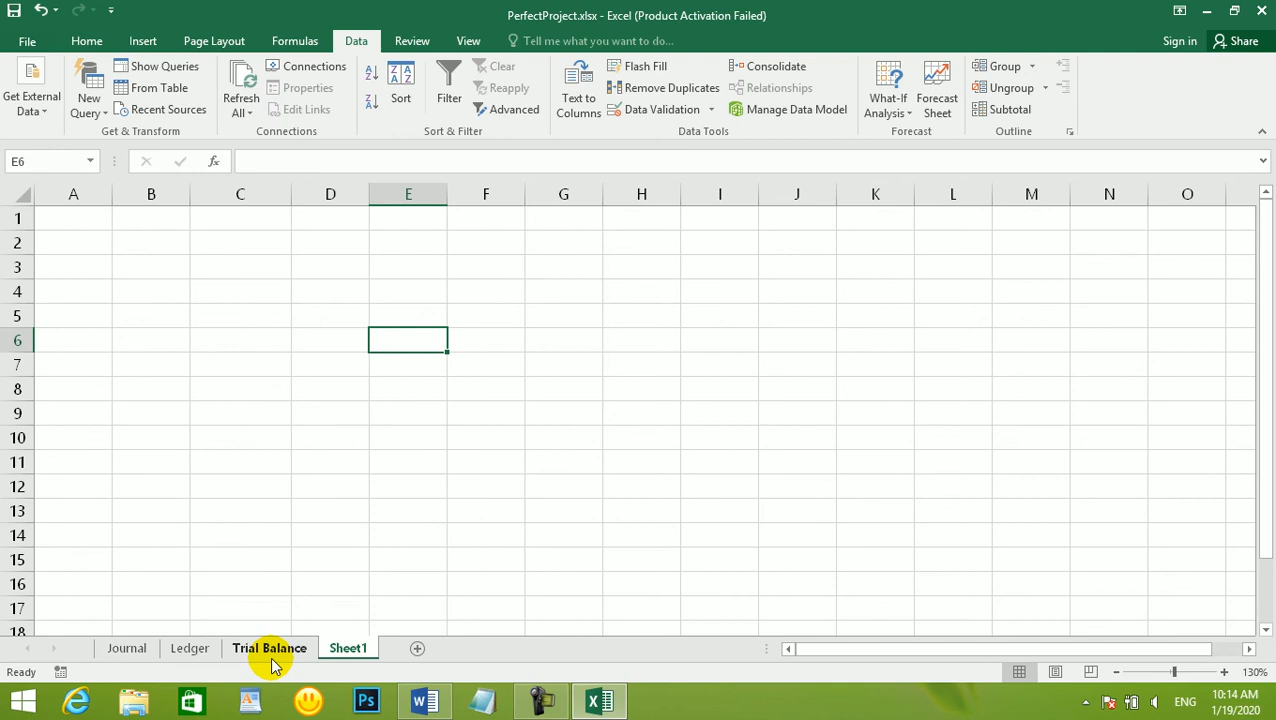 PerfectProject.xlsx - Excel (Product Activation Failed)
File Home Insert Page Layout Formulas Data Review View Tell me what you want to do... Sign in Share
Get External Data
New Query
Show Queries
From Table
Recent Sources
Get & Transform
Refresh All
Connections
Properties
Edit Links
Connections
Sort
Filter
Clear
Reapply
Advanced
Sort & Filter
Text to Columns
Flash Fill
Remove Duplicates
Data Validation
Consolidate
Relationships
Manage Data Model
Data Tools
What-If Analysis
Forecast Sheet
Forecast
Group
Ungroup
Subtotal
Outline
E6 fx
A B C D E F G H I J K L M N O
1
2
3
4
5
6
7
8
9
10
11
12
13
14
15
16
17
18
Journal Ledger Trial Balance Sheet1
Ready 130%
Ps ENG 10:14 AM
1/19/2020